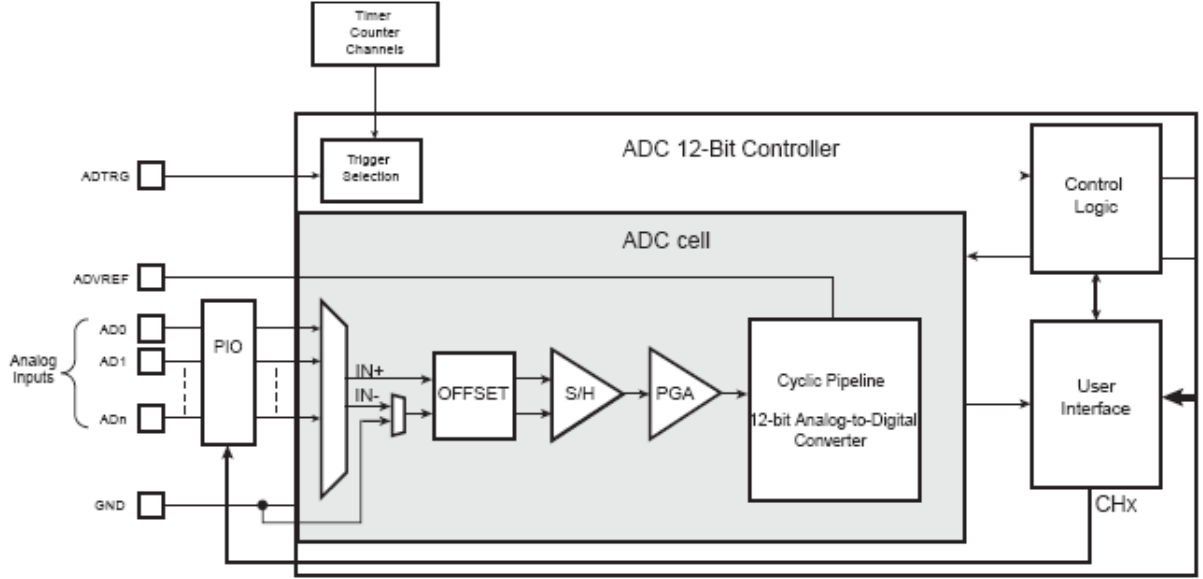 Timer
Counter
Channels
ADC 12-Bit Controller
Trigger
Selection
ADTRG
Control
Logic
ADC cell
ADVREF
AD0
PIO
AD1
Analog
Inputs
ADn
IN+
IN-
OFFSET
S/H
PGA
Cyclic Pipeline
12-bit Analog-to-Digital
Converter
User
Interface
GND
CHx